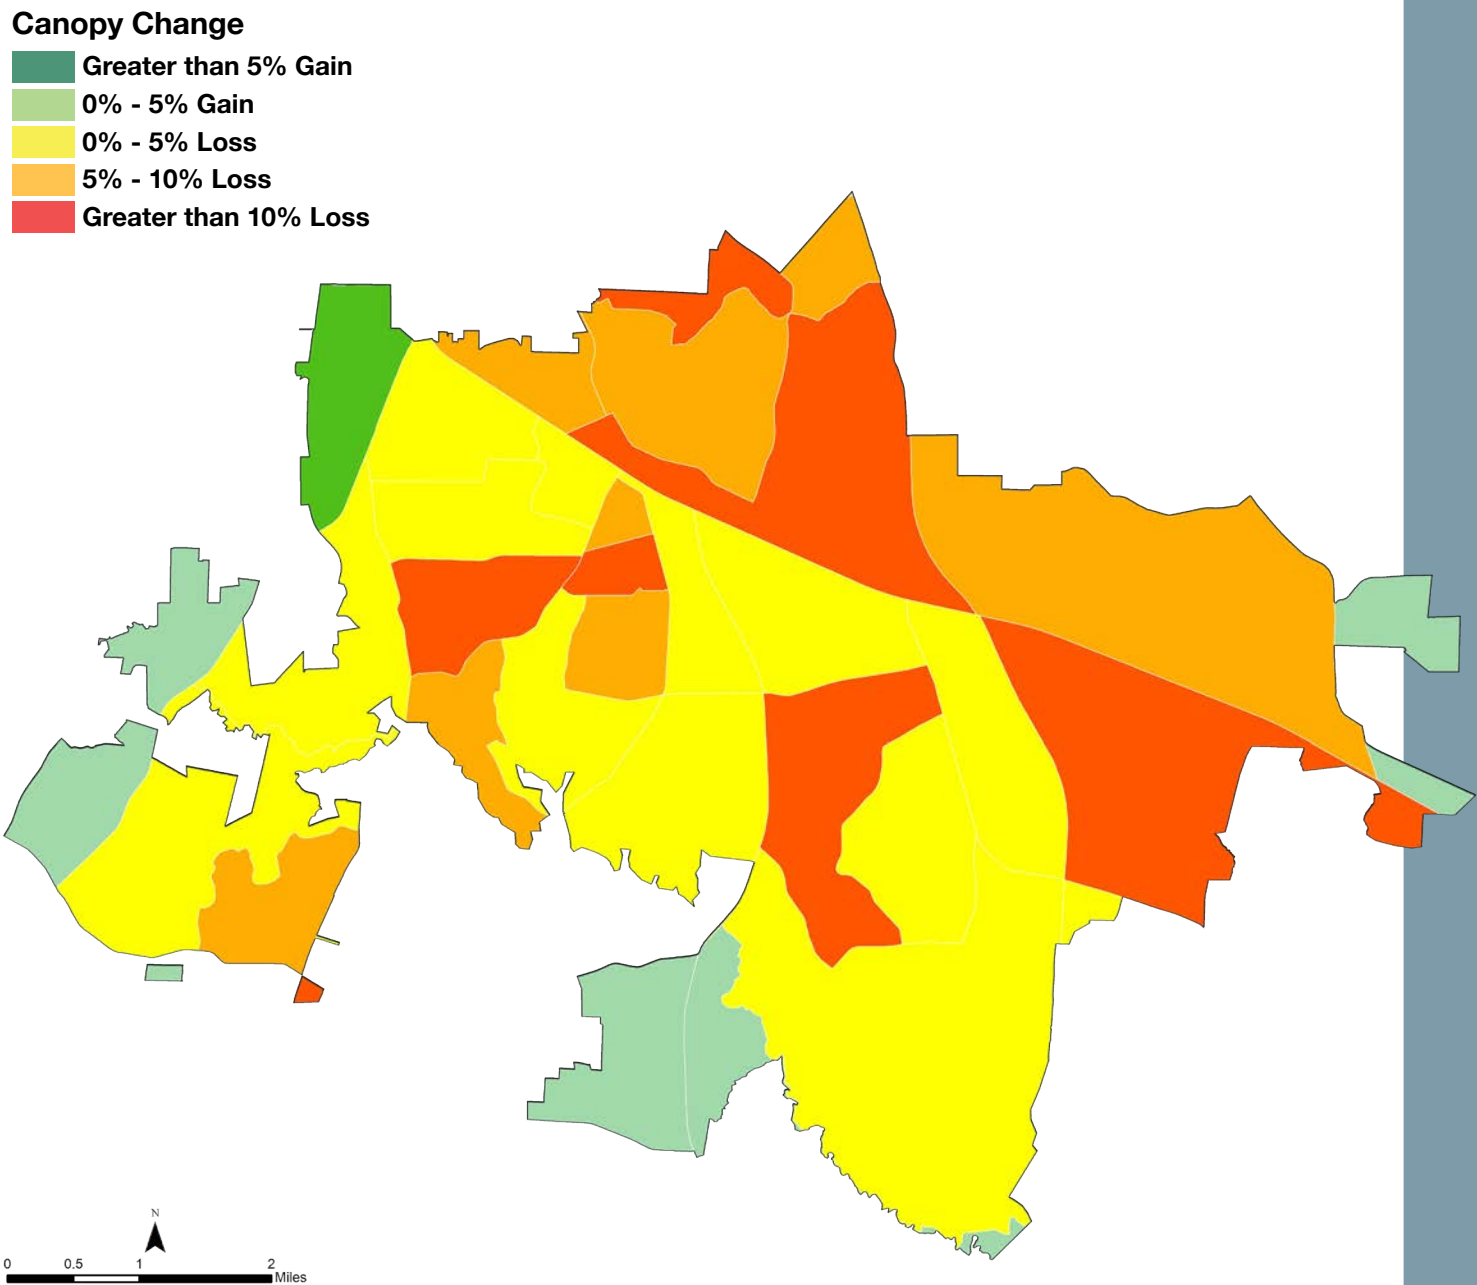 Canopy Change
Greater than 5% Gain
0% - 5% Gain
0% - 5% Loss
5% - 10% Loss
Greater than 10% Loss
N
0 0.5 1 2
Miles